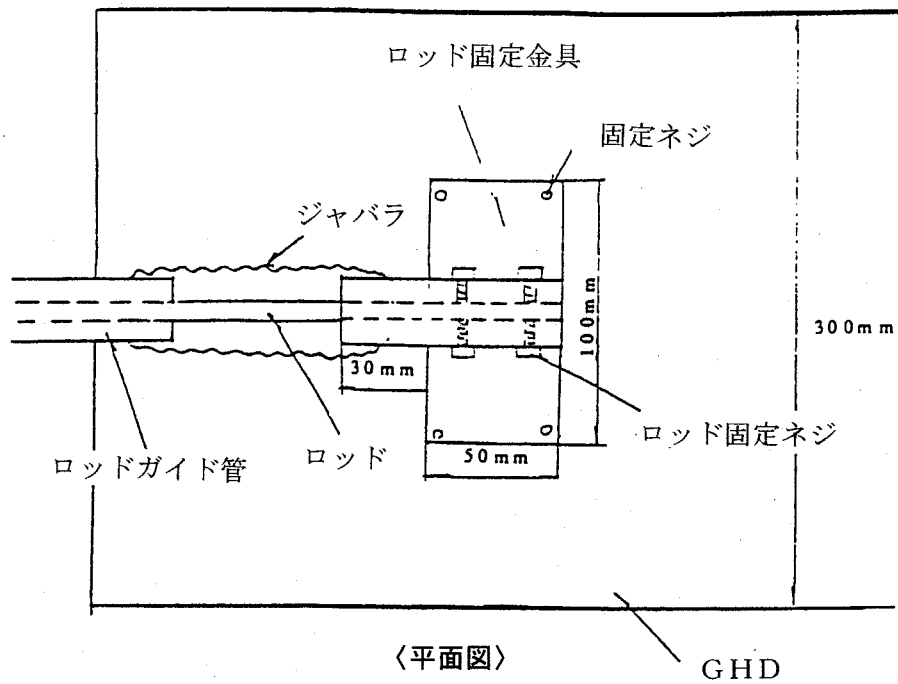 ロッド固定金具
固定ネジ
ジャバラ
100mm
300mm
30mm
ロッド固定ネジ
ロッドガイド管
ロッド
50mm
〈平面図〉
GHD